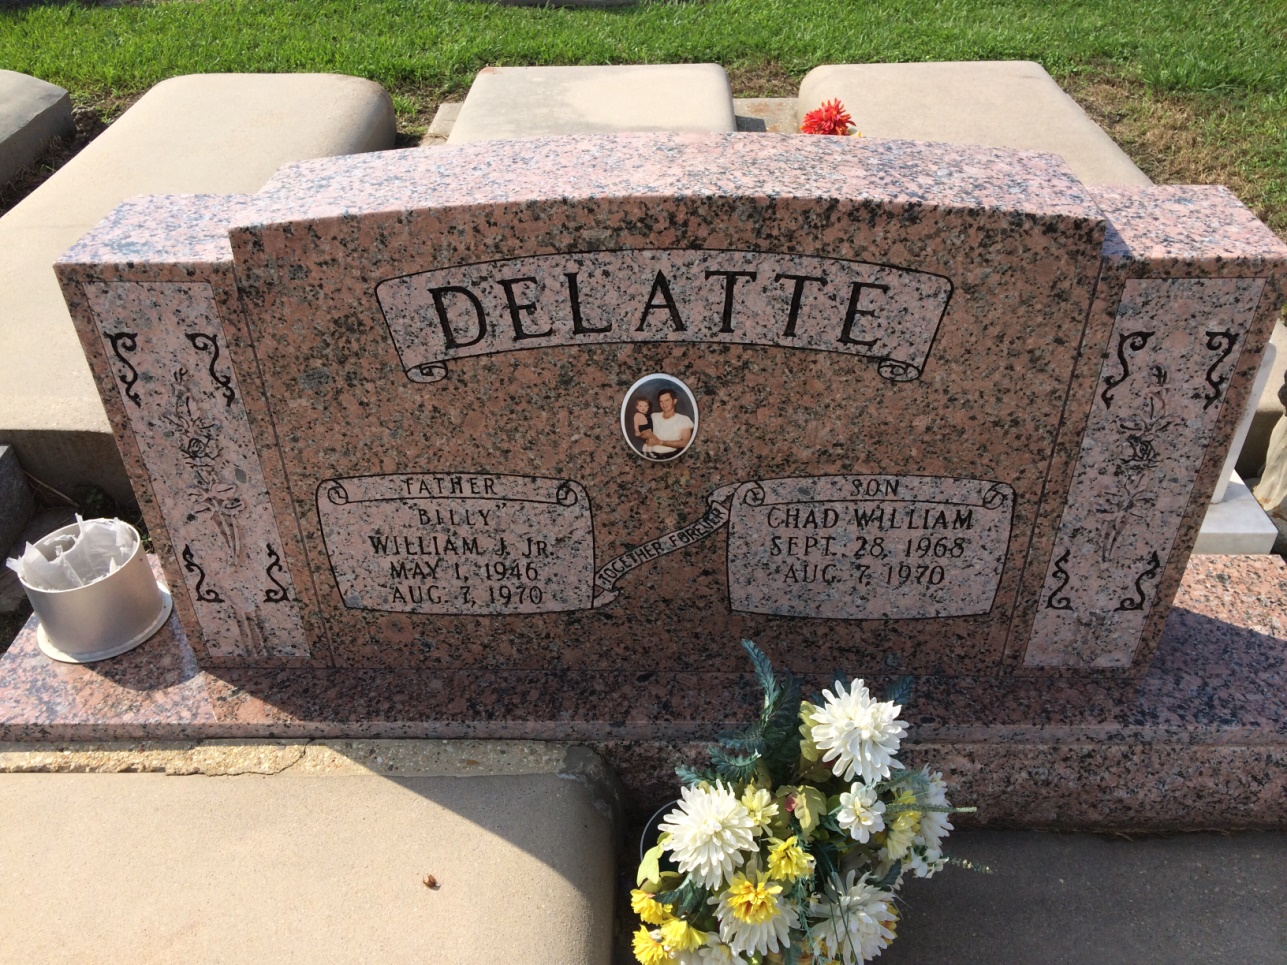 DELATTE
FATHER
"BILLY"
WILLIAM J. JR.
MAY 1, 1946
AUG. 7, 1970
TOGETHER FOREVER
SON
CHAD WILLIAM
SEPT. 28, 1968
AUG. 7, 1970